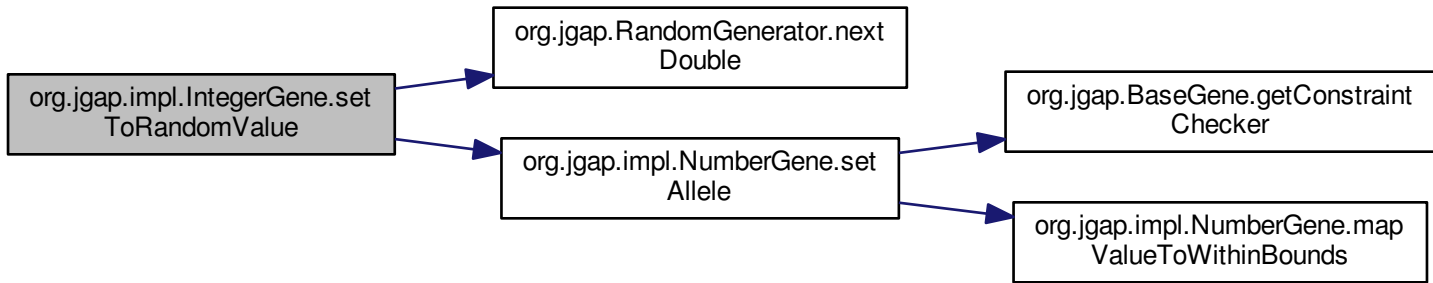 org.jgap.impl.IntegerGene.set
ToRandomValue
org.jgap.RandomGenerator.next
Double
org.jgap.impl.NumberGene.set
Allele
org.jgap.BaseGene.getConstraint
Checker
org.jgap.impl.NumberGene.map
ValueToWithinBounds